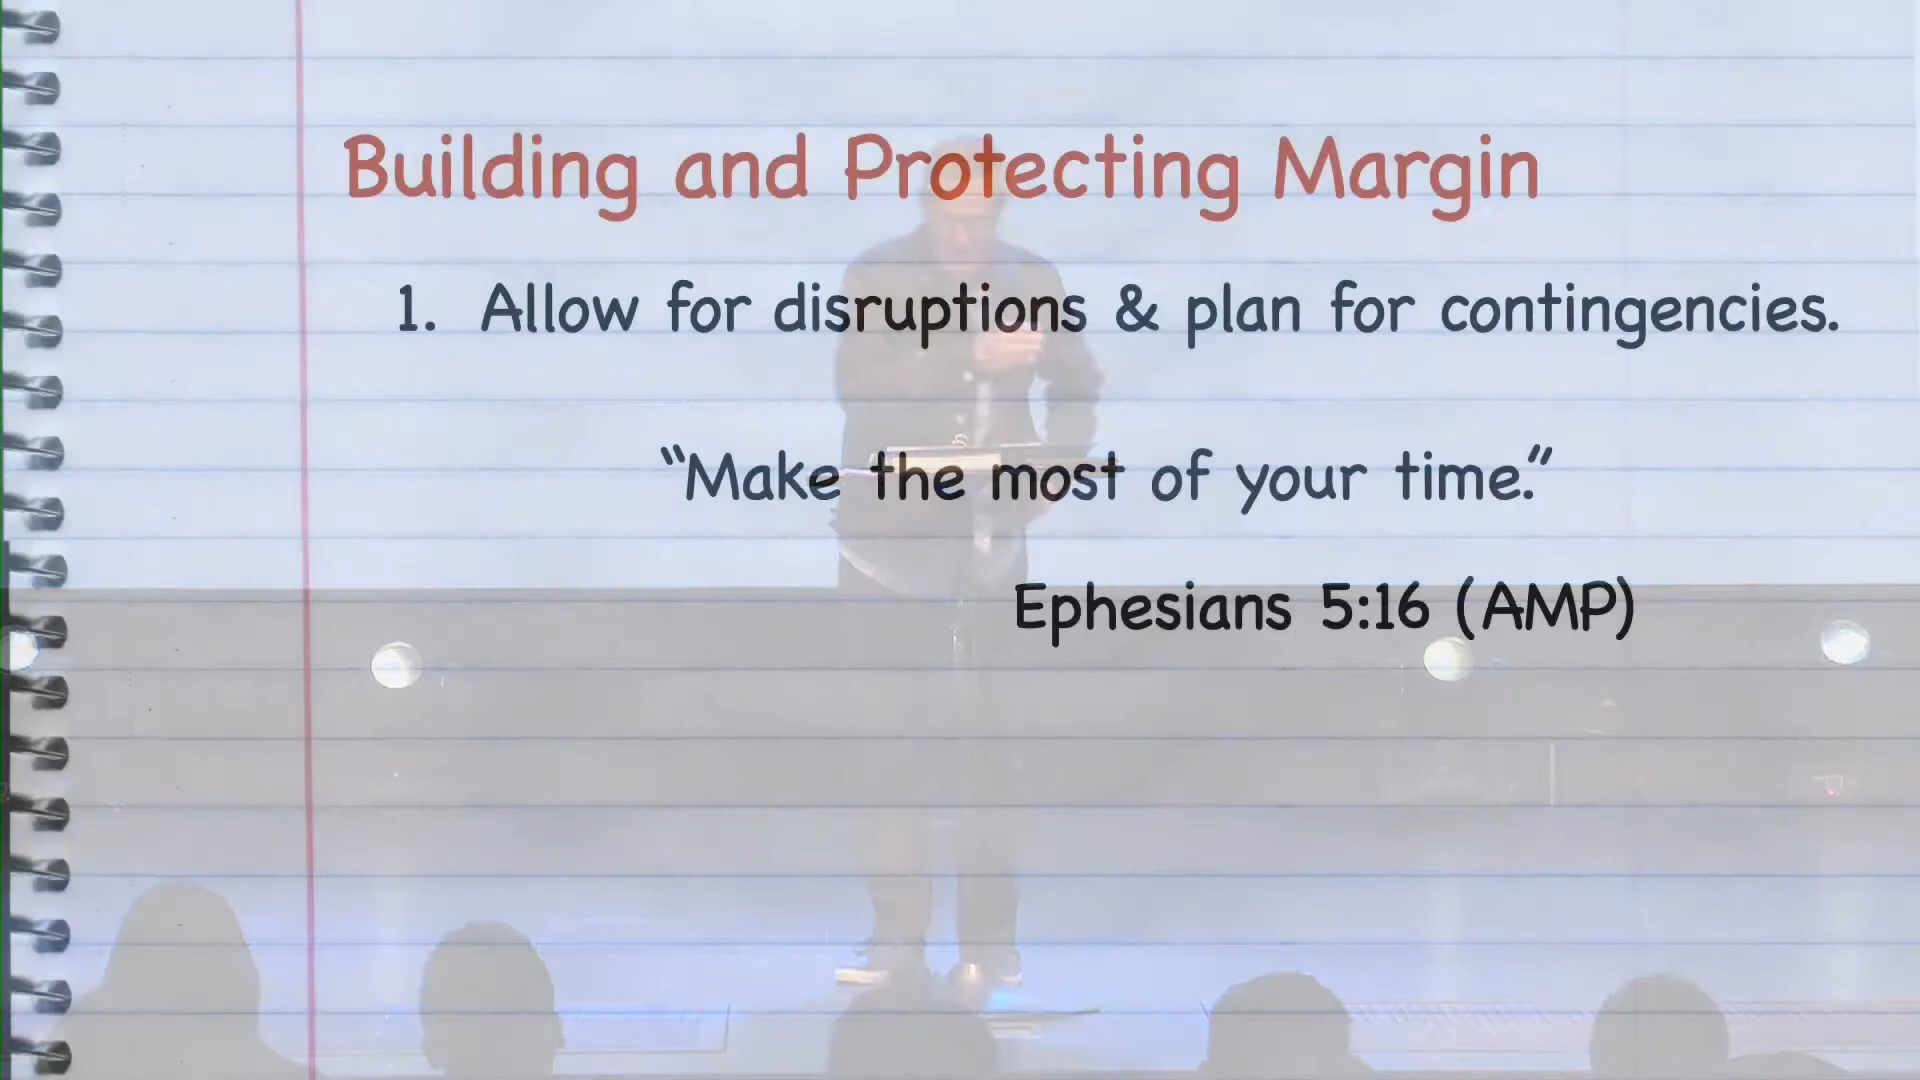 Building and Protecting Margin
1. Allow for disruptions & plan for contingencies.
“Make the most of your time.”
Ephesians 5:16 (AMP)